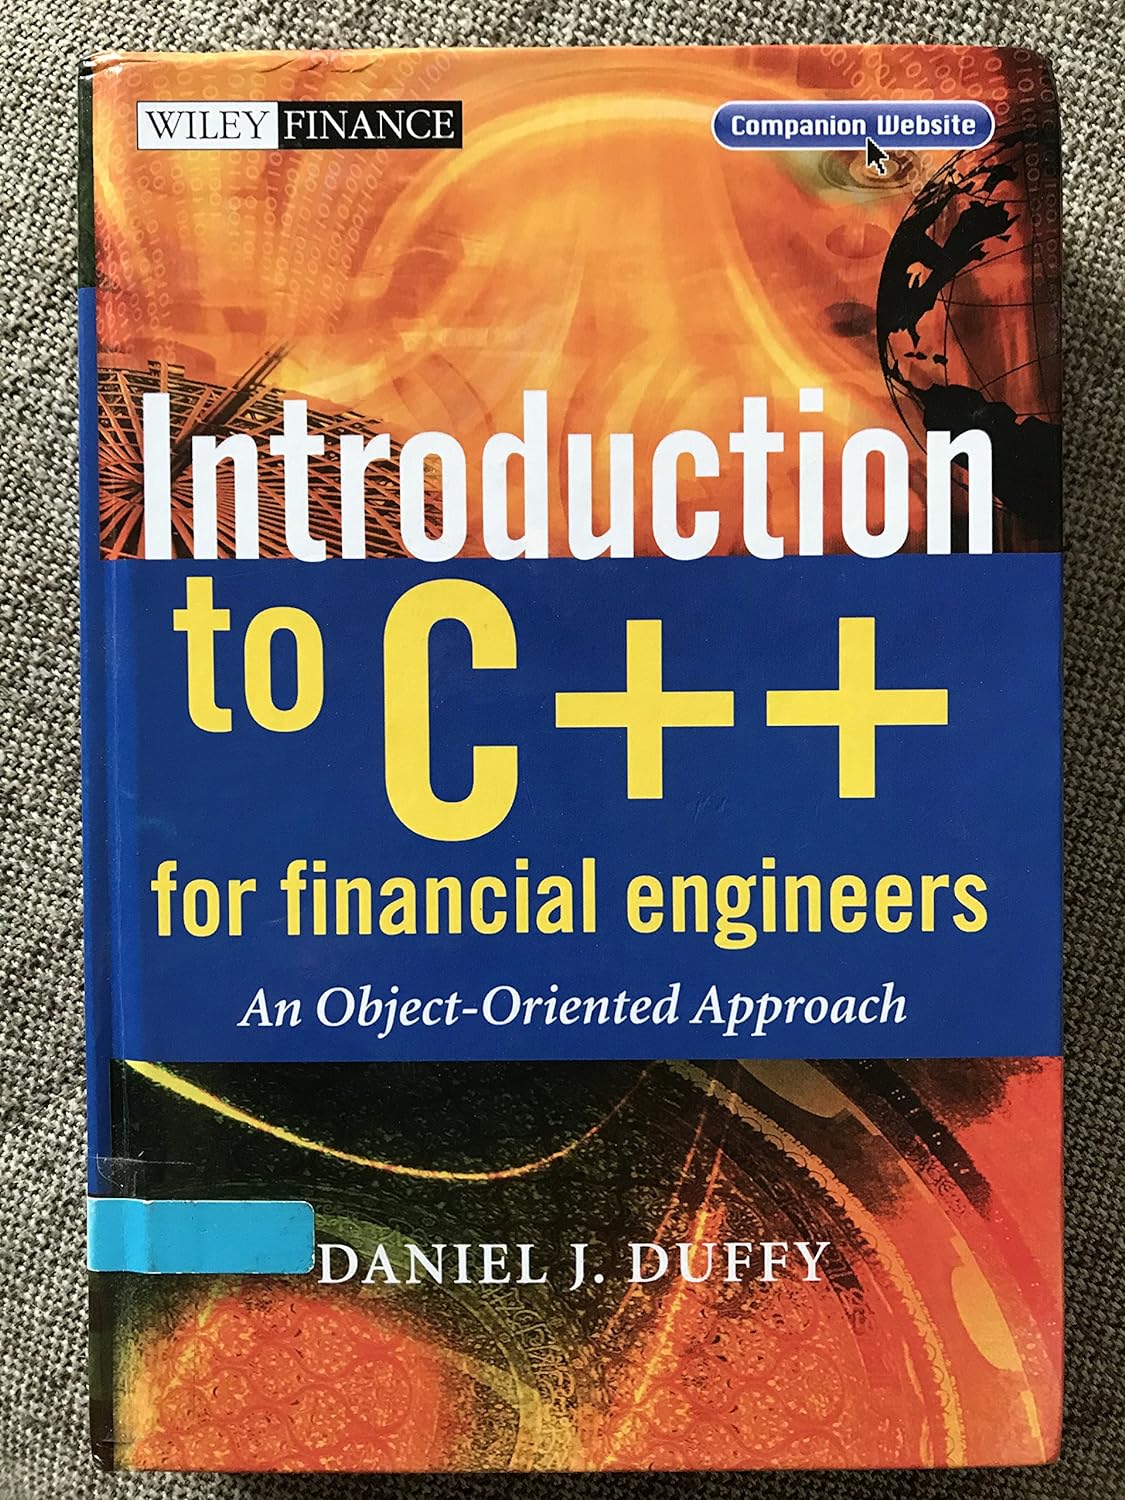 WILEY FINANCE
Companion Website
Introduction
to C++
for financial engineers
An Object-Oriented Approach
DANIEL J. DUFFY